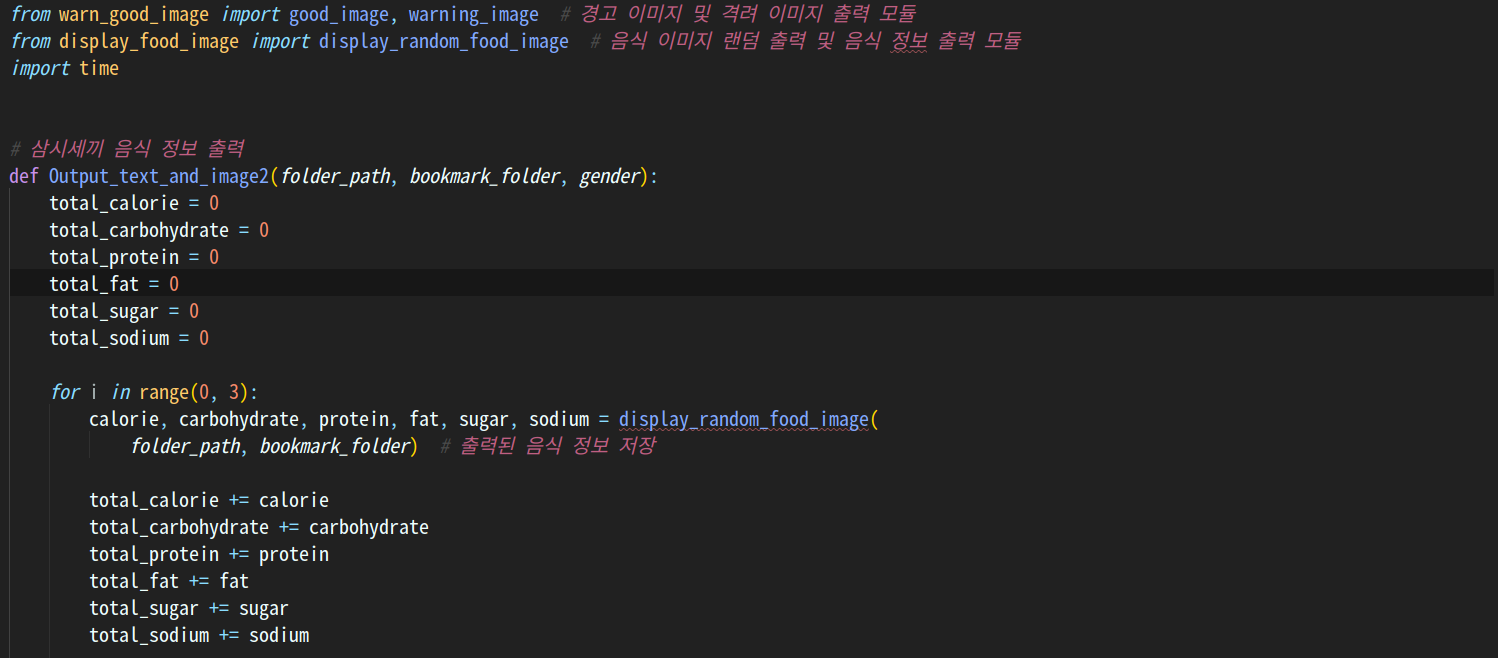 from warn_good_image import good_image, warning_image  # 경고 이미지 및 격려 이미지 출력 모듈
from display_food_image import display_random_food_image  # 음식 이미지 랜덤 출력 및 음식 정보 출력 모듈
import time
# 삼시세끼 음식 정보 출력
def Output_text_and_image2(folder_path, bookmark_folder, gender):
    total_calorie = 0
    total_carbohydrate = 0
    total_protein = 0
    total_fat = 0
    total_sugar = 0
    total_sodium = 0
    for i in range(0, 3):
        calorie, carbohydrate, protein, fat, sugar, sodium = display_random_food_image(
            folder_path, bookmark_folder)  # 출력된 음식 정보 저장
        total_calorie += calorie
        total_carbohydrate += carbohydrate
        total_protein += protein
        total_fat += fat
        total_sugar += sugar
        total_sodium += sodium